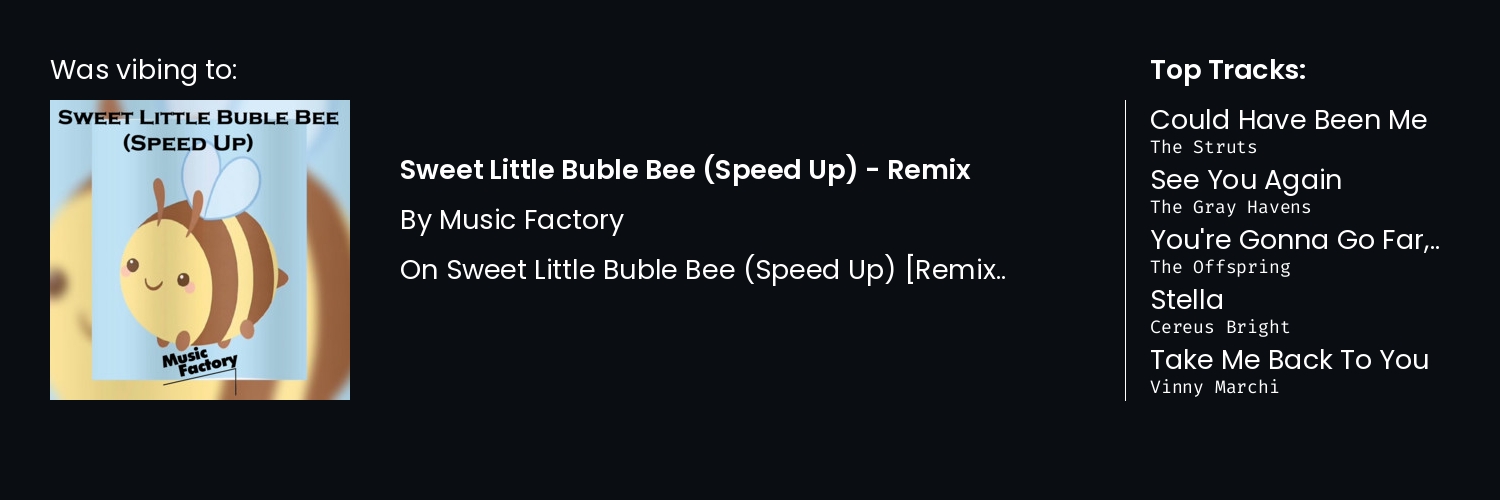 Was vibing to:
SWEET LITTLE BUBLE BEE
(SPEED UP)
Music
Factory
Sweet Little Buble Bee (Speed Up) - Remix
By Music Factory
On Sweet Little Buble Bee (Speed Up) [Remix..
Top Tracks:
Could Have Been Me
The Struts
See You Again
The Gray Havens
You're Gonna Go Far,..
The Offspring
Stella
Cereus Bright
Take Me Back To You
Vinny Marchi